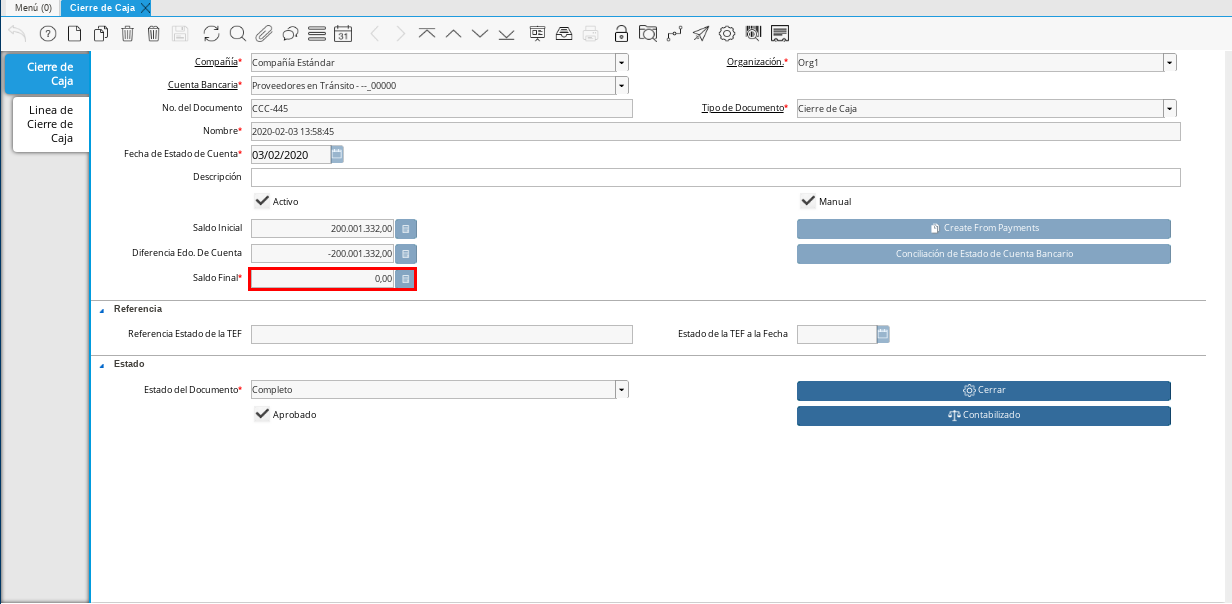 Menú (0)
Cierre de Caja
31
Cierre de
Caja
Linea de
Cierre de
Caja
Compañía* Compañía Estándar
Organización.* Org1
Cuenta Bancaria* Proveedores en Tránsito - --_00000
No. del Documento CCC-445
Tipo de Documento* Cierre de Caja
Nombre* 2020-02-03 13:58:45
Fecha de Estado de Cuenta* 03/02/2020
Descripción
Activo
Manual
Saldo Inicial 200.001.332,00
Create From Payments
Diferencia Edo. De Cuenta -200.001.332,00
Conciliación de Estado de Cuenta Bancario
Saldo Final* 0,00
Referencia
Referencia Estado de la TEF
Estado de la TEF a la Fecha
Estado
Estado del Documento* Completo
Cerrar
Aprobado
Contabilizado